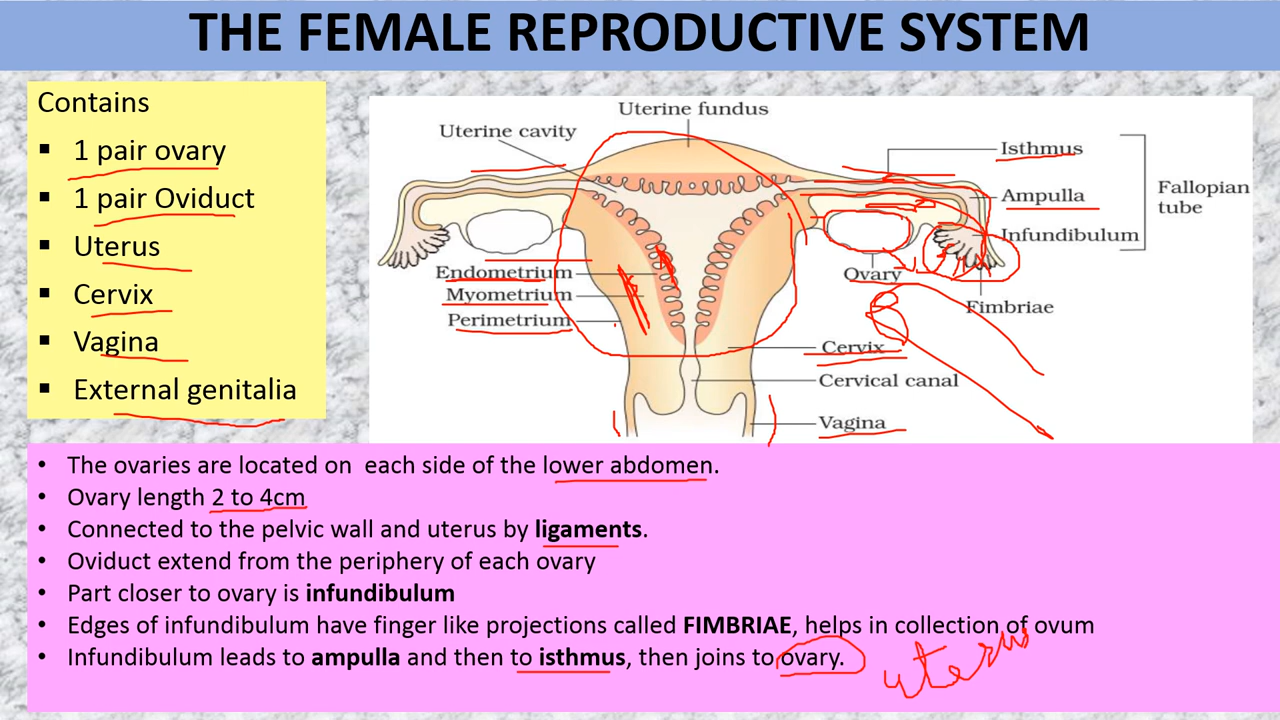 THE FEMALE REPRODUCTIVE SYSTEM
Contains
▪ 1 pair ovary
▪ 1 pair Oviduct
▪ Uterus
▪ Cervix
▪ Vagina
▪ External genitalia
Uterine fundus
Uterine cavity
Isthmus
Ampulla
Fallopian
tube
Infundibulum
Endometrium
Ovary
Myometrium
Fimbriae
Perimetrium
Cervix
Cervical canal
Vagina
• The ovaries are located on each side of the lower abdomen.
• Ovary length 2 to 4cm
• Connected to the pelvic wall and uterus by ligaments.
• Oviduct extend from the periphery of each ovary
• Part closer to ovary is infundibulum
• Edges of infundibulum have finger like projections called FIMBRIAE, helps in collection of ovum
• Infundibulum leads to ampulla and then to isthmus, then joins to ovary.
uterus